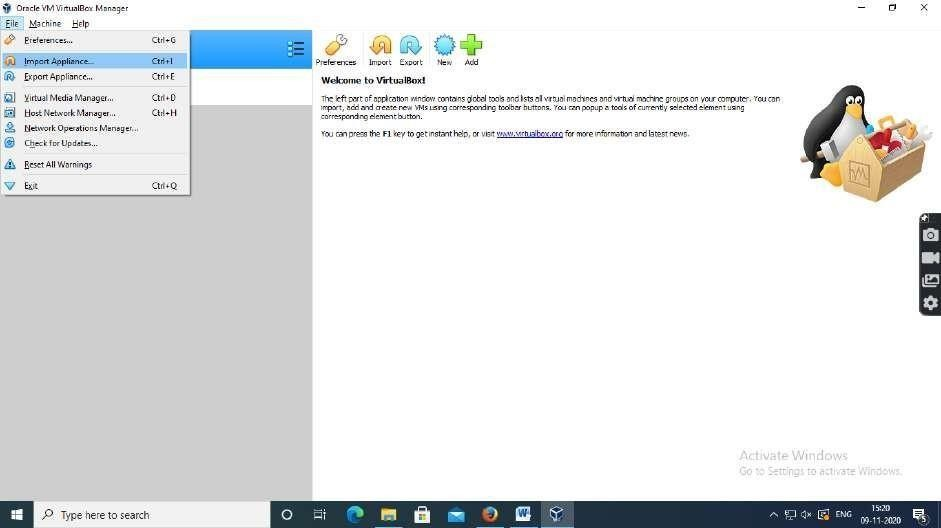 Oracle VM VirtualBox Manager
File Machine Help
Preferences... Ctrl+G
Import Appliance... Ctrl+I
Export Appliance... Ctrl+E
Virtual Media Manager... Ctrl+D
Host Network Manager... Ctrl+H
Network Operations Manager...
Check for Updates...
Reset All Warnings
Exit Ctrl+Q
Preferences Import Export New Add
Welcome to VirtualBox!
The left part of application window contains global tools and lists all virtual machines and virtual machine groups on your computer. You can
import, add and create new VMs using corresponding toolbar buttons. You can popup a tools of currently selected element using
corresponding element button.
You can press the F1 key to get instant help, or visit www.virtualbox.org for more information and latest news.
VM
Activate Windows
Go to Settings to activate Windows.
Type here to search
ENG
15:20
09-11-2020
5